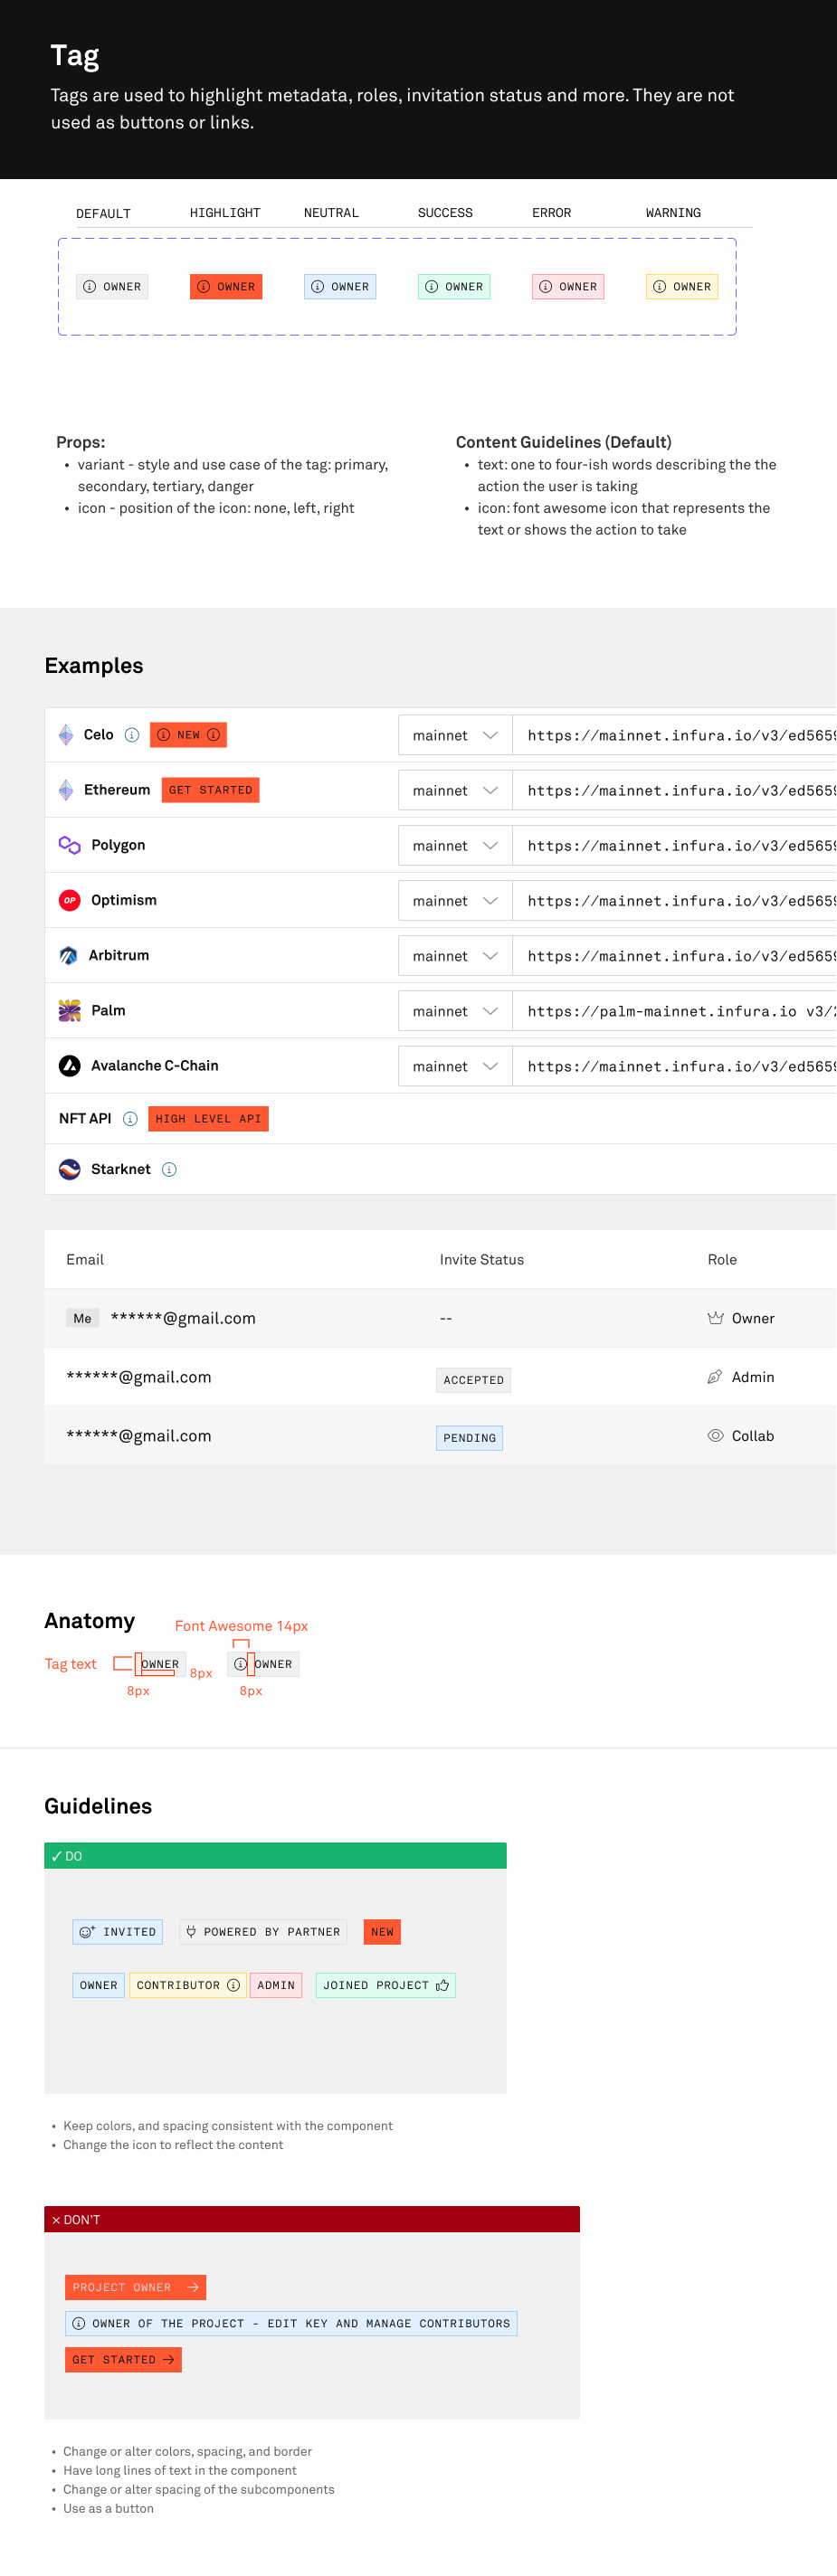 Tag
Tags are used to highlight metadata, roles, invitation status and more. They are not
used as buttons or links.
DEFAULT HIGHLIGHT NEUTRAL SUCCESS ERROR WARNING
OWNER OWNER OWNER OWNER OWNER OWNER
Props:
• variant - style and use case of the tag: primary,
secondary, tertiary, danger
• icon - position of the icon: none, left, right
Content Guidelines (Default)
• text: one to four-ish words describing the the
action the user is taking
• icon: font awesome icon that represents the
text or shows the action to take
Examples
Celo NEW mainnet https://mainnet.infura.io/v3/ed5659
Ethereum GET STARTED mainnet https://mainnet.infura.io/v3/ed5659
Polygon mainnet https://mainnet.infura.io/v3/ed5659
OP Optimism mainnet https://mainnet.infura.io/v3/ed5659
Arbitrum mainnet https://mainnet.infura.io/v3/ed5659
Palm mainnet https://palm-mainnet.infura.io v3/
Avalanche C-Chain mainnet https://mainnet.infura.io/v3/ed5659
NFT API HIGH LEVEL API
Starknet
Email Invite Status Role
Me ******@gmail.com -- Owner
******@gmail.com ACCEPTED Admin
******@gmail.com PENDING Collab
Anatomy
Font Awesome 14px
Tag text OWNER 8px OWNER
8px 8px
Guidelines
✓ DO
INVITED POWERED BY PARTNER NEW
OWNER CONTRIBUTOR ADMIN JOINED PROJECT
• Keep colors, and spacing consistent with the component
• Change the icon to reflect the content
× DON'T
PROJECT OWNER →
OWNER OF THE PROJECT - EDIT KEY AND MANAGE CONTRIBUTORS
GET STARTED →
• Change or alter colors, spacing, and border
• Have long lines of text in the component
• Change or alter spacing of the subcomponents
• Use as a button